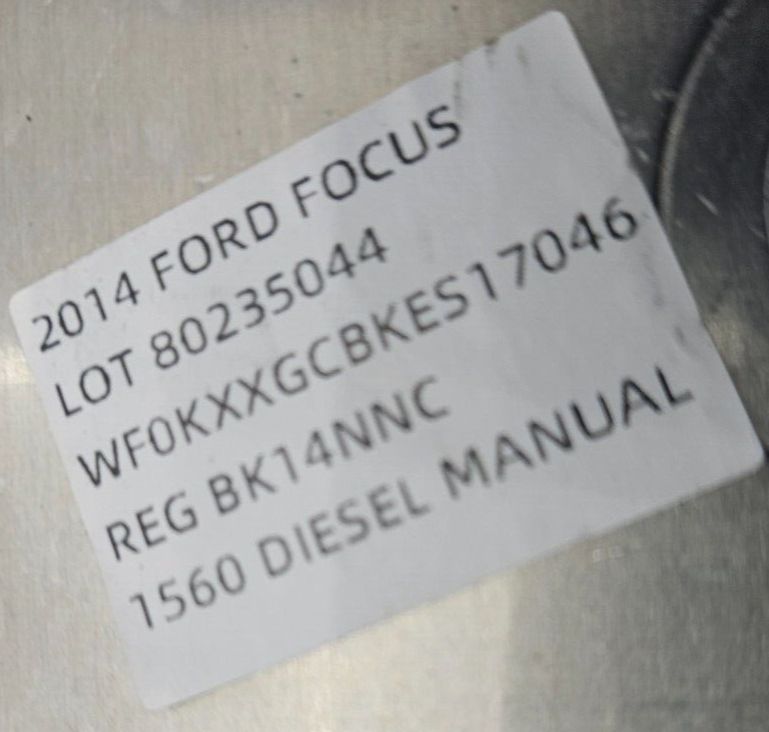 2014 FORD FOCUS
LOT 80235044
WF0KXXGCBKES17046
REG BK14NNC
1560 DIESEL MANUAL